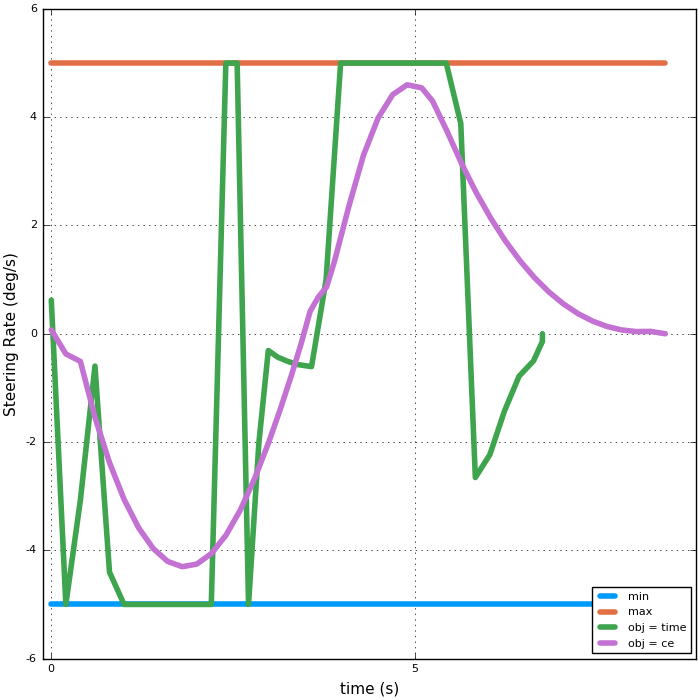 6
4
2
0
-2
-4
-6
Steering Rate (deg/s)
0
5
time (s)
min
max
obj = time
obj = ce